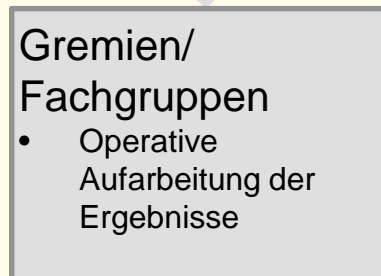 Gremien/
Fachgruppen
• Operative
Aufarbeitung der
Ergebnisse